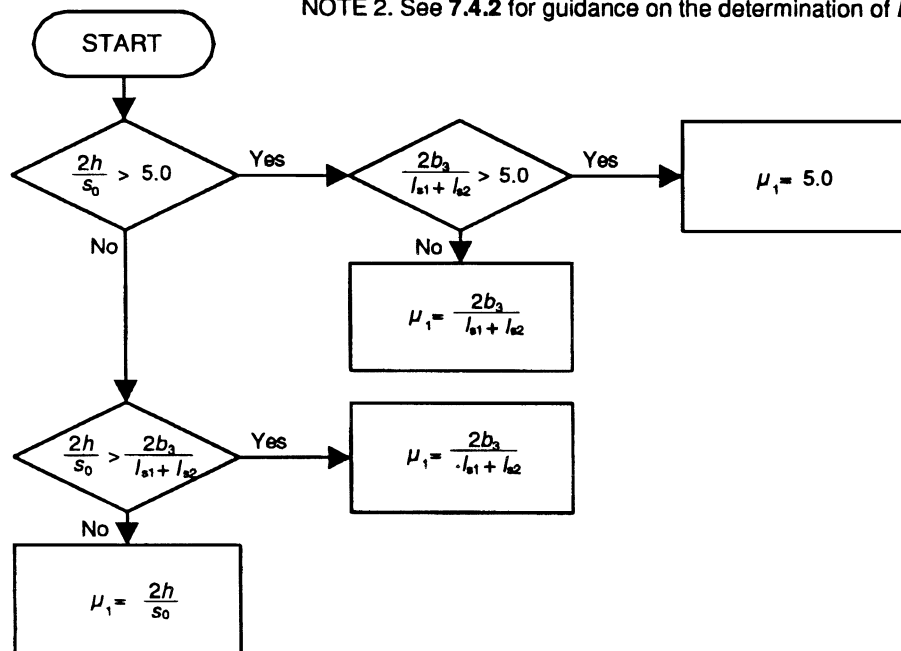 NOTE 2. See 7.4.2 for guidance on the determination of
START
2h/s₀ > 5.0
Yes
2b₃/(lₛ₁ + lₛ₂) > 5.0
Yes
μ₁= 5.0
No
No
μ₁= 2b₃/(lₛ₁ + lₛ₂)
2h/s₀ > 2b₃/(lₛ₁ + lₛ₂)
Yes
μ₁= 2b₃/(lₛ₁ + lₛ₂)
No
μ₁= 2h/s₀